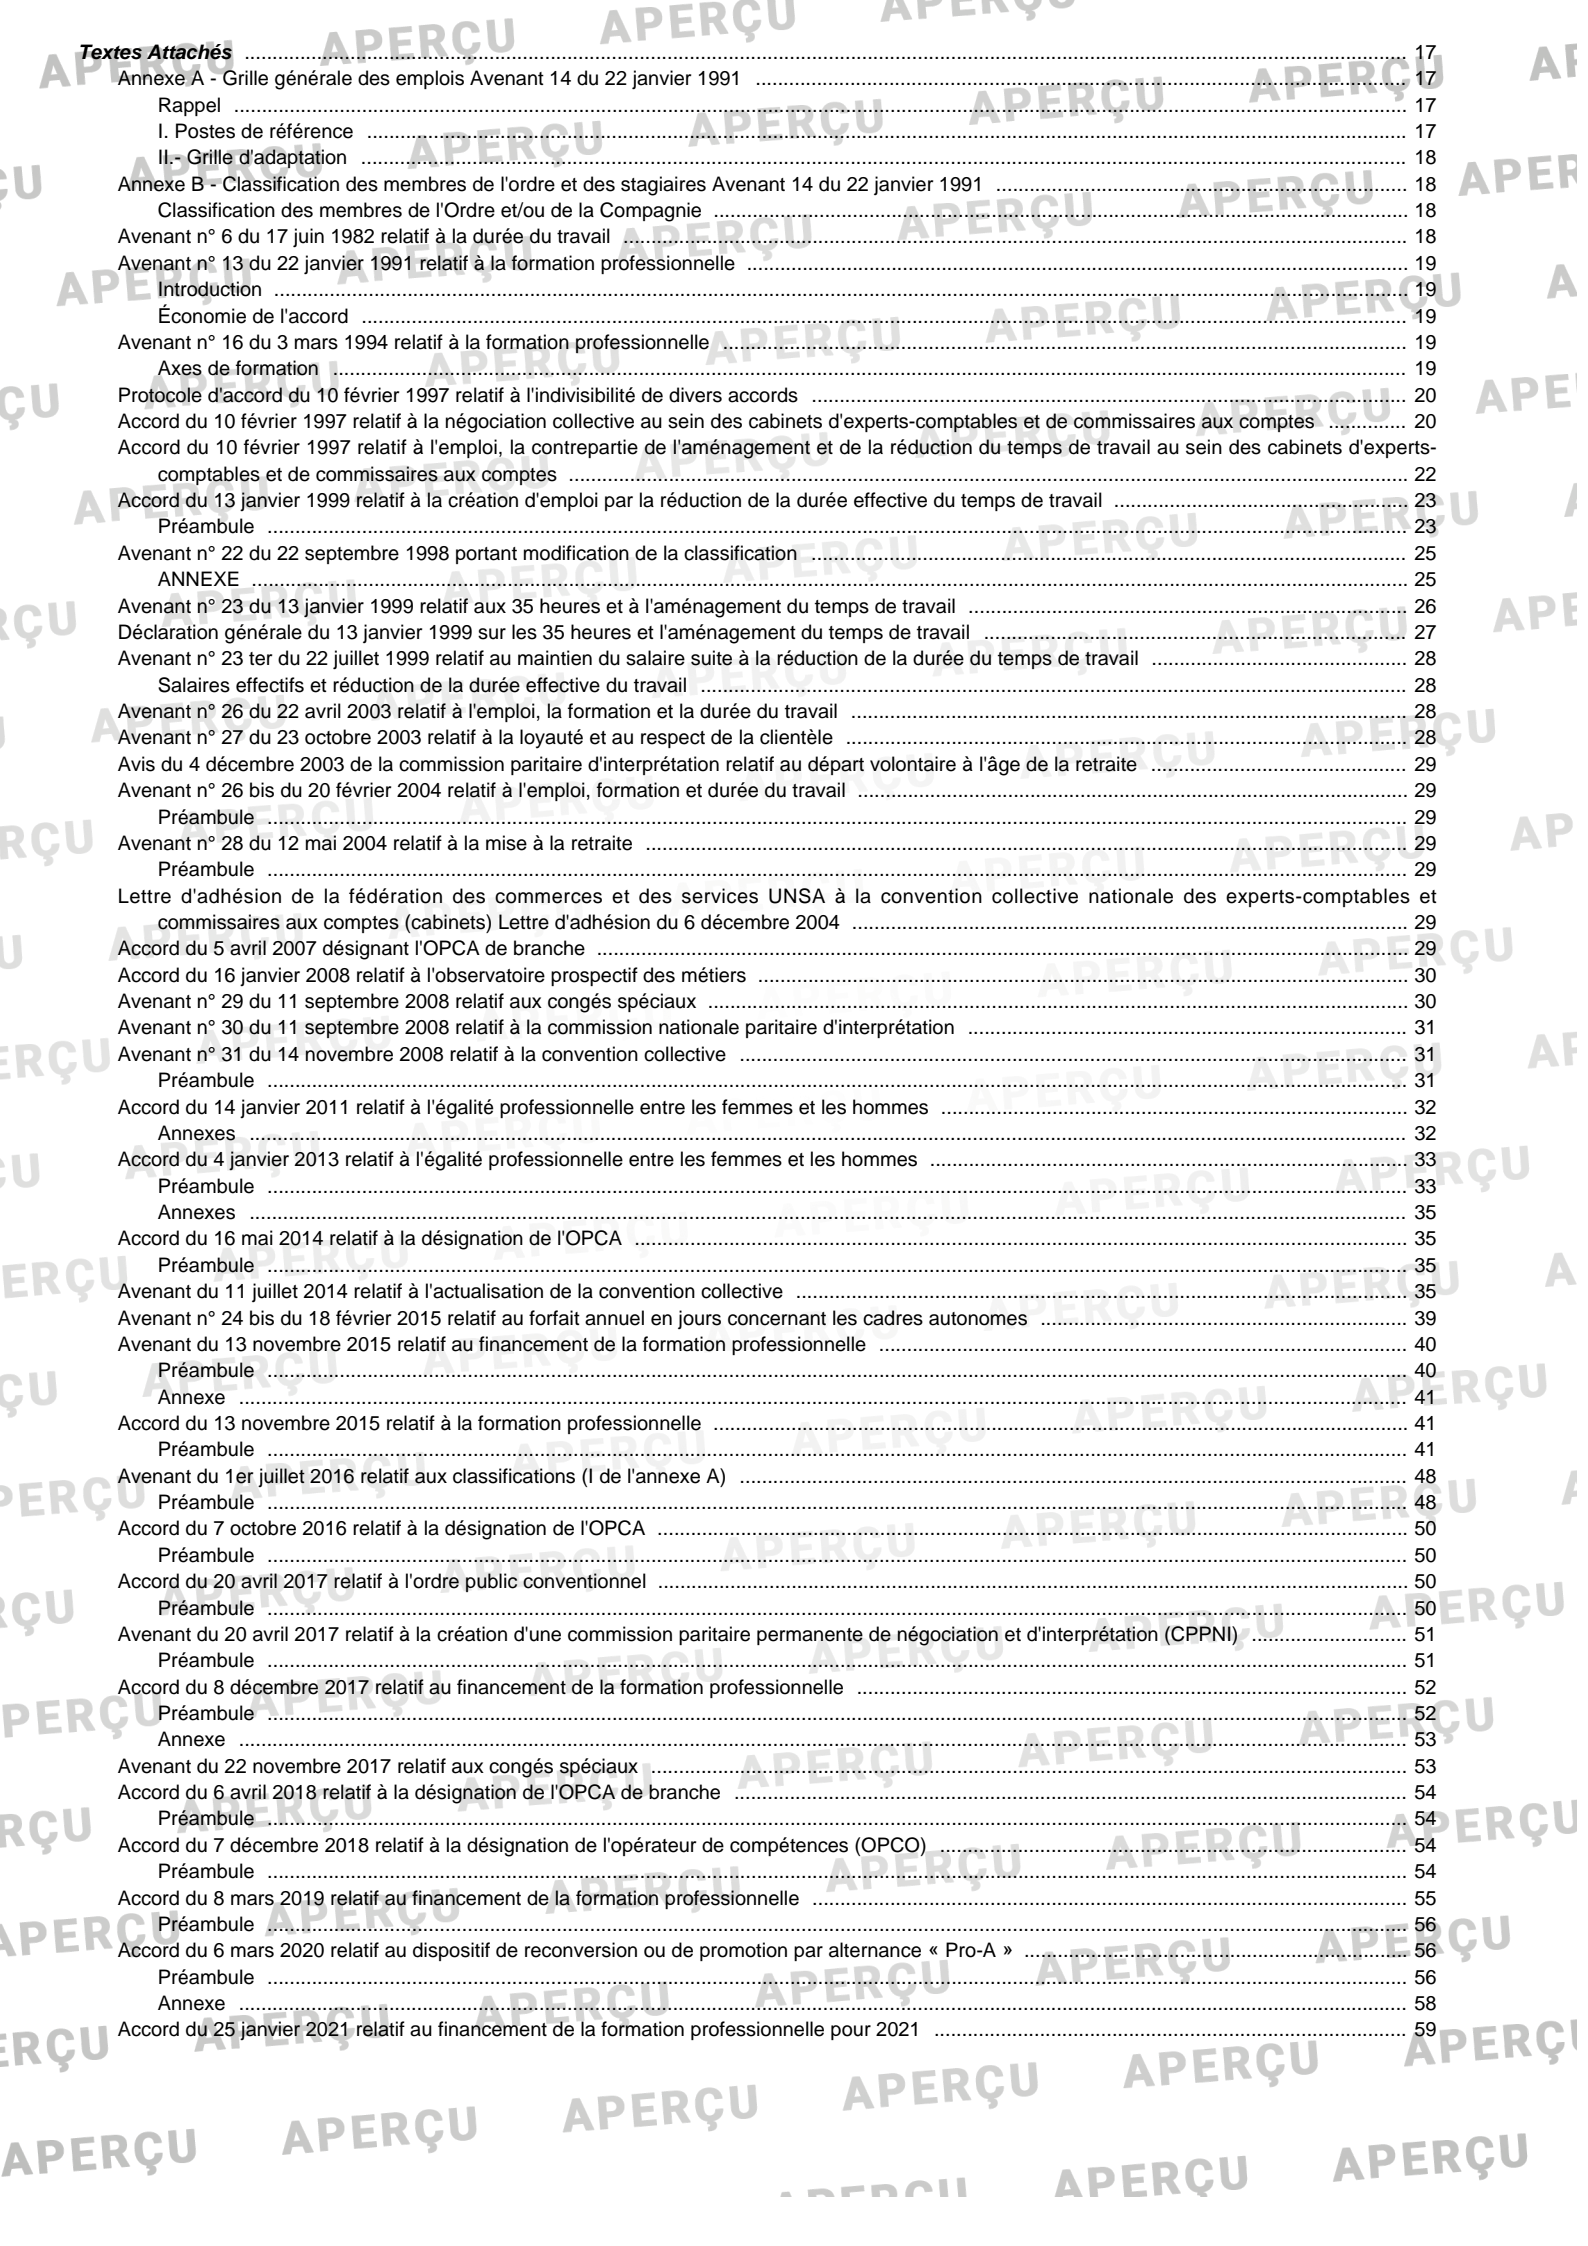 Textes Attachés ........ 17
Annexe A - Grille générale des emplois Avenant 14 du 22 janvier 1991 ........ 17
Rappel ........ 17
I. Postes de référence ........ 17
II.- Grille d'adaptation ........ 18
Annexe B - Classification des membres de l'ordre et des stagiaires Avenant 14 du 22 janvier 1991 ........ 18
Classification des membres de l'Ordre et/ou de la Compagnie ........ 18
Avenant n° 6 du 17 juin 1982 relatif à la durée du travail ........ 18
Avenant n° 13 du 22 janvier 1991 relatif à la formation professionnelle ........ 19
Introduction ........ 19
Économie de l'accord ........ 19
Avenant n° 16 du 3 mars 1994 relatif à la formation professionnelle ........ 19
Axes de formation ........ 19
Protocole d'accord du 10 février 1997 relatif à l'indivisibilité de divers accords ........ 20
Accord du 10 février 1997 relatif à la négociation collective au sein des cabinets d'experts-comptables et de commissaires aux comptes ........ 20
Accord du 10 février 1997 relatif à l'emploi, la contrepartie de l'aménagement et de la réduction du temps de travail au sein des cabinets d'experts-
comptables et de commissaires aux comptes ........ 22
Accord du 13 janvier 1999 relatif à la création d'emploi par la réduction de la durée effective du temps de travail ........ 23
Préambule ........ 23
Avenant n° 22 du 22 septembre 1998 portant modification de la classification ........ 25
ANNEXE ........ 25
Avenant n° 23 du 13 janvier 1999 relatif aux 35 heures et à l'aménagement du temps de travail ........ 26
Déclaration générale du 13 janvier 1999 sur les 35 heures et l'aménagement du temps de travail ........ 27
Avenant n° 23 ter du 22 juillet 1999 relatif au maintien du salaire suite à la réduction de la durée du temps de travail ........ 28
Salaires effectifs et réduction de la durée effective du travail ........ 28
Avenant n° 26 du 22 avril 2003 relatif à l'emploi, la formation et la durée du travail ........ 28
Avenant n° 27 du 23 octobre 2003 relatif à la loyauté et au respect de la clientèle ........ 28
Avis du 4 décembre 2003 de la commission paritaire d'interprétation relatif au départ volontaire à l'âge de la retraite ........ 29
Avenant n° 26 bis du 20 février 2004 relatif à l'emploi, formation et durée du travail ........ 29
Préambule ........ 29
Avenant n° 28 du 12 mai 2004 relatif à la mise à la retraite ........ 29
Préambule ........ 29
Lettre d'adhésion de la fédération des commerces et des services UNSA à la convention collective nationale des experts-comptables et
commissaires aux comptes (cabinets) Lettre d'adhésion du 6 décembre 2004 ........ 29
Accord du 5 avril 2007 désignant l'OPCA de branche ........ 29
Accord du 16 janvier 2008 relatif à l'observatoire prospectif des métiers ........ 30
Avenant n° 29 du 11 septembre 2008 relatif aux congés spéciaux ........ 30
Avenant n° 30 du 11 septembre 2008 relatif à la commission nationale paritaire d'interprétation ........ 31
Avenant n° 31 du 14 novembre 2008 relatif à la convention collective ........ 31
Préambule ........ 31
Accord du 14 janvier 2011 relatif à l'égalité professionnelle entre les femmes et les hommes ........ 32
Annexes ........ 32
Accord du 4 janvier 2013 relatif à l'égalité professionnelle entre les femmes et les hommes ........ 33
Préambule ........ 33
Annexes ........ 35
Accord du 16 mai 2014 relatif à la désignation de l'OPCA ........ 35
Préambule ........ 35
Avenant du 11 juillet 2014 relatif à l'actualisation de la convention collective ........ 35
Avenant n° 24 bis du 18 février 2015 relatif au forfait annuel en jours concernant les cadres autonomes ........ 39
Avenant du 13 novembre 2015 relatif au financement de la formation professionnelle ........ 40
Préambule ........ 40
Annexe ........ 41
Accord du 13 novembre 2015 relatif à la formation professionnelle ........ 41
Préambule ........ 41
Avenant du 1er juillet 2016 relatif aux classifications (I de l'annexe A) ........ 48
Préambule ........ 48
Accord du 7 octobre 2016 relatif à la désignation de l'OPCA ........ 50
Préambule ........ 50
Accord du 20 avril 2017 relatif à l'ordre public conventionnel ........ 50
Préambule ........ 50
Avenant du 20 avril 2017 relatif à la création d'une commission paritaire permanente de négociation et d'interprétation (CPPNI) ........ 51
Préambule ........ 51
Accord du 8 décembre 2017 relatif au financement de la formation professionnelle ........ 52
Préambule ........ 52
Annexe ........ 53
Avenant du 22 novembre 2017 relatif aux congés spéciaux ........ 53
Accord du 6 avril 2018 relatif à la désignation de l'OPCA de branche ........ 54
Préambule ........ 54
Accord du 7 décembre 2018 relatif à la désignation de l'opérateur de compétences (OPCO) ........ 54
Préambule ........ 54
Accord du 8 mars 2019 relatif au financement de la formation professionnelle ........ 55
Préambule ........ 56
Accord du 6 mars 2020 relatif au dispositif de reconversion ou de promotion par alternance « Pro-A » ........ 56
Préambule ........ 56
Annexe ........ 58
Accord du 25 janvier 2021 relatif au financement de la formation professionnelle pour 2021 ........ 59
APERÇU